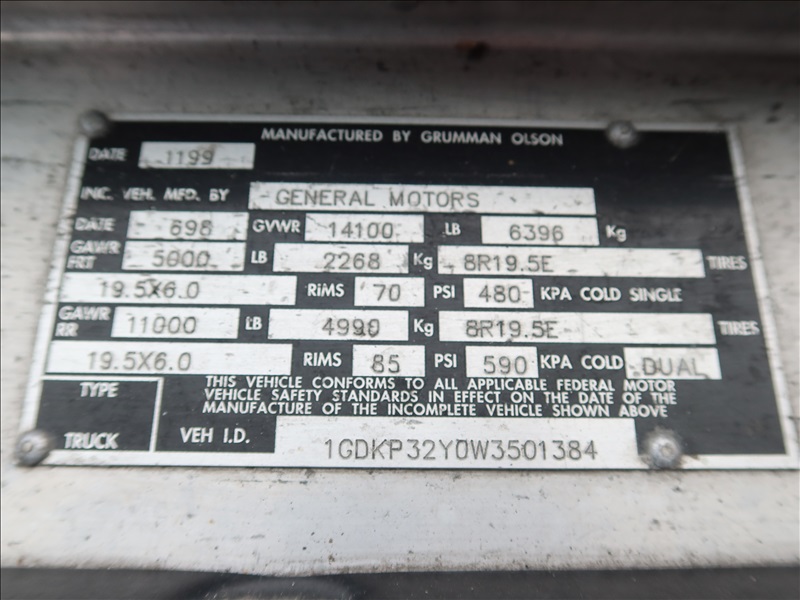 MANUFACTURED BY GRUMMAN OLSON
DATE 1199
INC. VEH. MFD. BY GENERAL MOTORS
DATE 698 GVWR 14100 LB 6396 Kg
GAWR FRT 5000 LB 2268 Kg 8R19.5E TIRES
19.5X6.0 RIMS 70 PSI 480 KPA COLD SINGLE
GAWR RR 11000 LB 4990 Kg 8R19.5E TIRES
19.5X6.0 RIMS 85 PSI 590 KPA COLD DUAL
TYPE
TRUCK
THIS VEHICLE CONFORMS TO ALL APPLICABLE FEDERAL MOTOR
VEHICLE SAFETY STANDARDS IN EFFECT ON THE DATE OF THE
MANUFACTURE OF THE INCOMPLETE VEHICLE SHOWN ABOVE
VEH I.D. 1GDKP32Y0W3501384